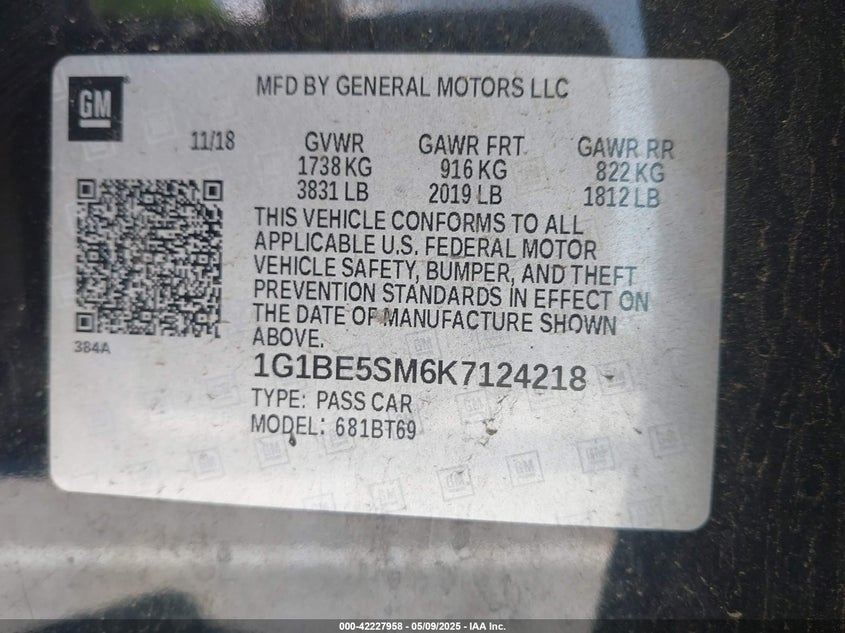 GM
MFD BY GENERAL MOTORS LLC
11/18
GVWR GAWR FRT GAWR RR
1738 KG 916 KG 822 KG
3831 LB 2019 LB 1812 LB
THIS VEHICLE CONFORMS TO ALL
APPLICABLE U.S. FEDERAL MOTOR
VEHICLE SAFETY, BUMPER, AND THEFT
PREVENTION STANDARDS IN EFFECT ON
THE DATE OF MANUFACTURE SHOWN
ABOVE.
384A
1G1BE5SM6K7124218
TYPE: PASS CAR
MODEL: 681BT69
000-42227958 - 05/09/2025 - IAA Inc.